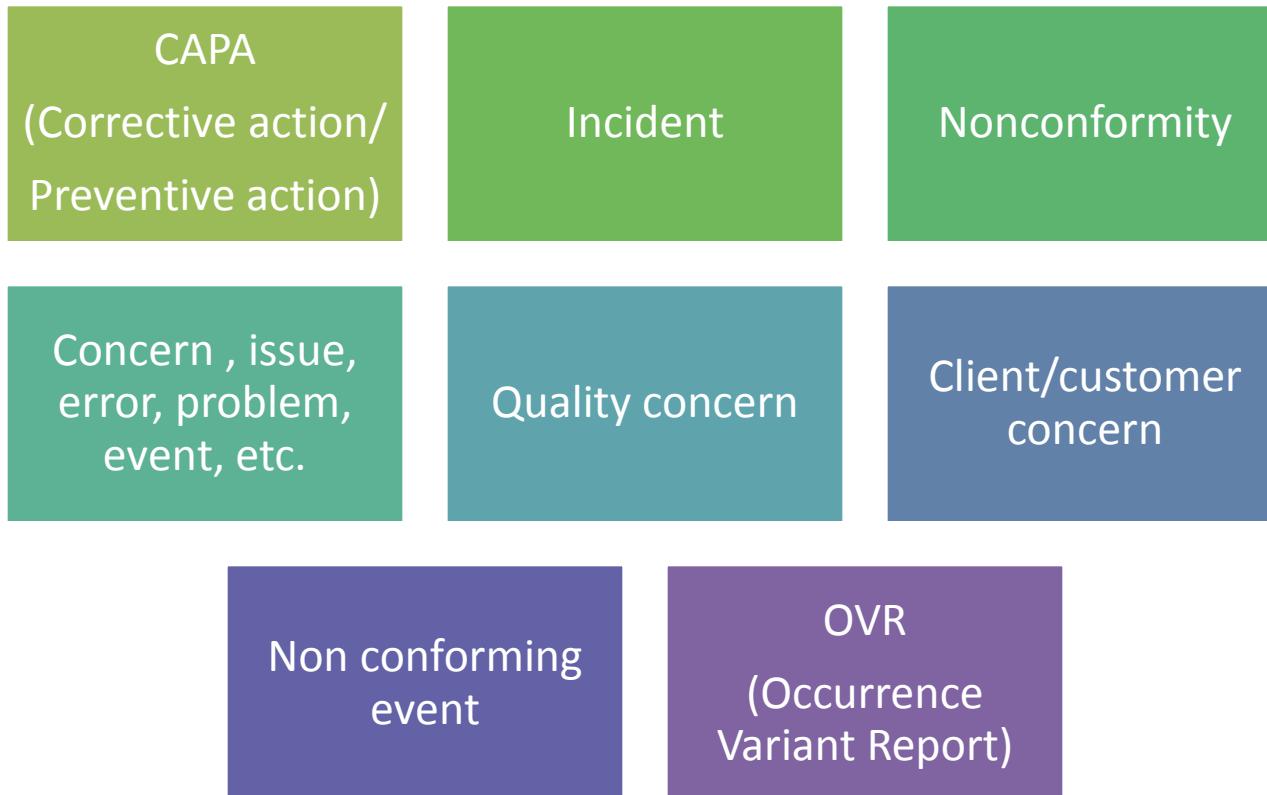 CAPA
(Corrective action/
Preventive action)
Incident
Nonconformity
Concern , issue,
error, problem,
event, etc.
Quality concern
Client/customer
concern
Non conforming
event
OVR
(Occurrence
Variant Report)